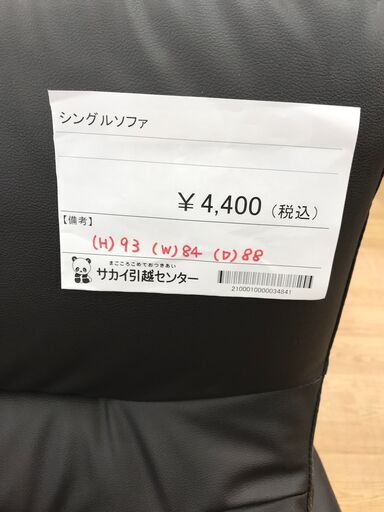 シングルソファ
￥4,400（税込）
【備考】
(H) 93 (W) 84 (D) 88
まごころこめておつきあい
サカイ引越センター
2100010000034841